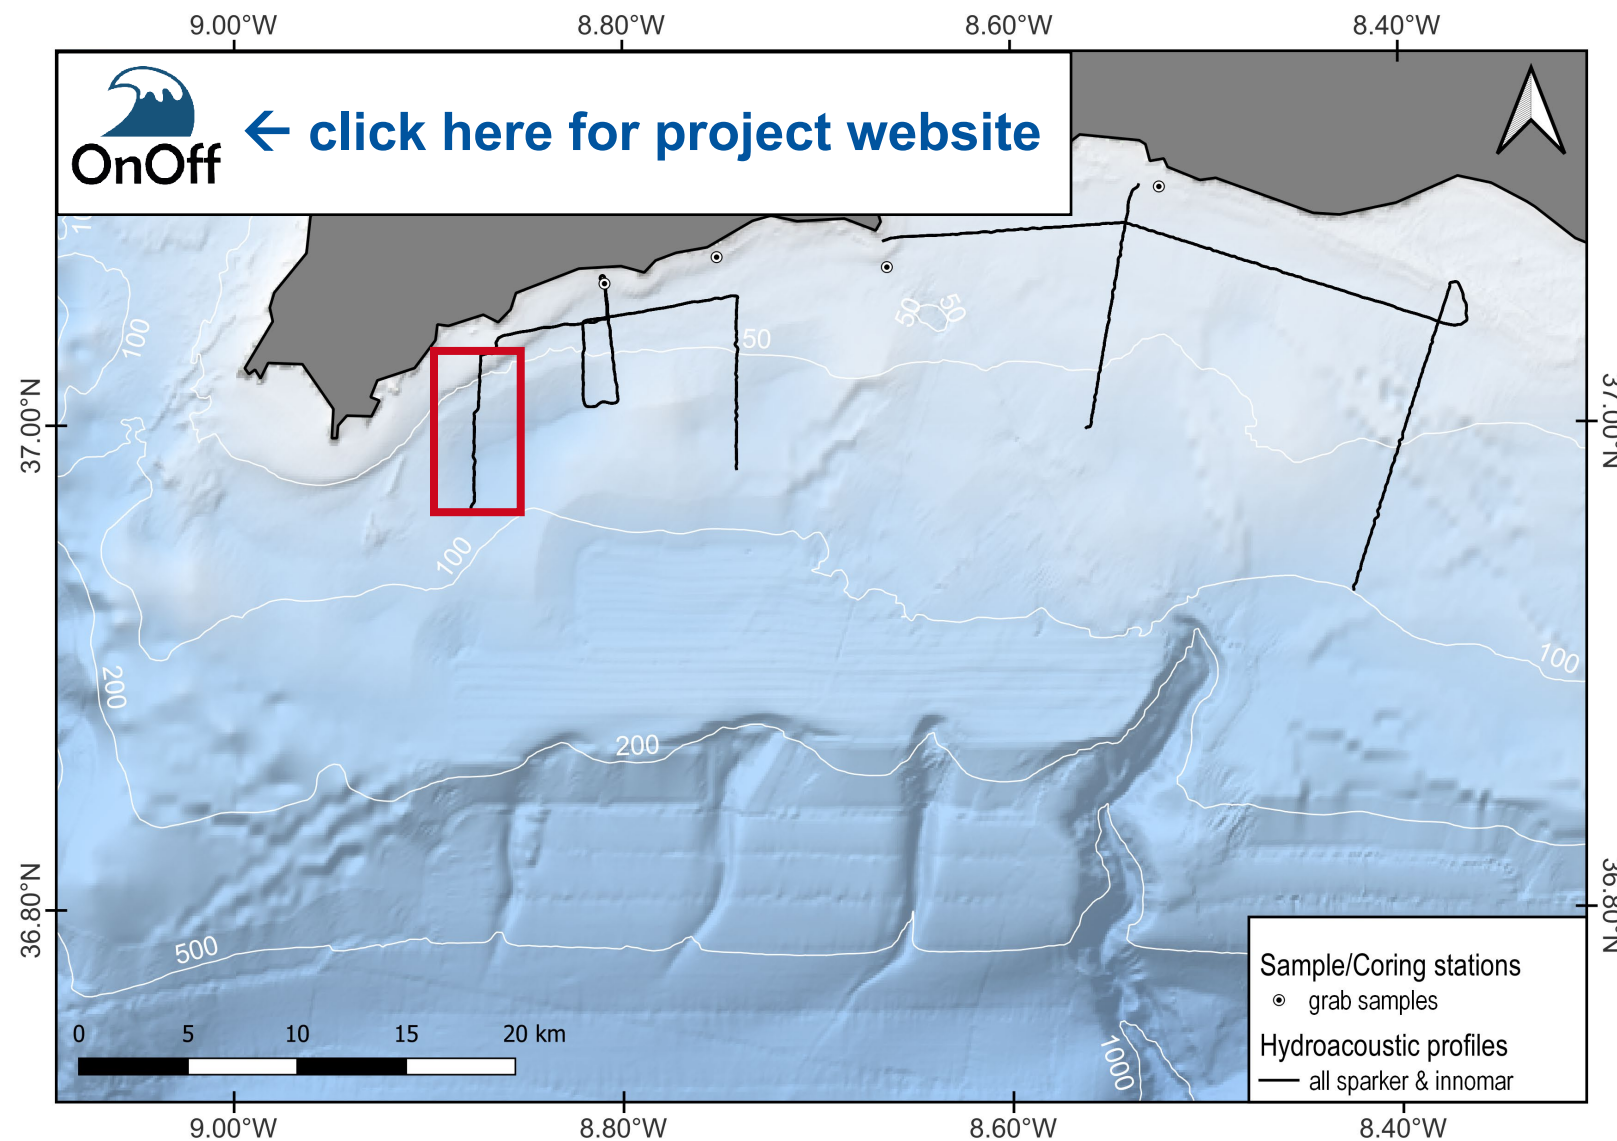 9.00°W 8.80°W 8.60°W 8.40°W
OnOff
← click here for project website
100
100
50
50
50
37.00°N
37.00°N
100
100
200
200
36.80°N
36.80°N
500
1000
0 5 10 15 20 km
Sample/Coring stations
grab samples
Hydroacoustic profiles
all sparker & innomar
9.00°W 8.80°W 8.60°W 8.40°W